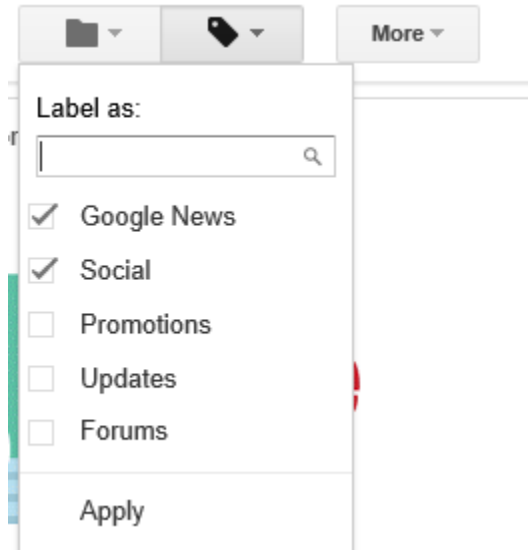 More
Label as:
Google News
Social
Promotions
Updates
Forums
Apply